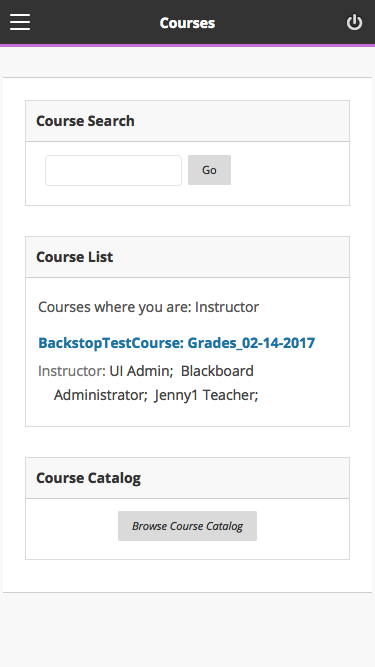 Courses
Course Search
Go
Course List
Courses where you are: Instructor
BackstopTestCourse: Grades_02-14-2017
Instructor: UI Admin;  Blackboard
Administrator;  Jenny1 Teacher;
Course Catalog
Browse Course Catalog